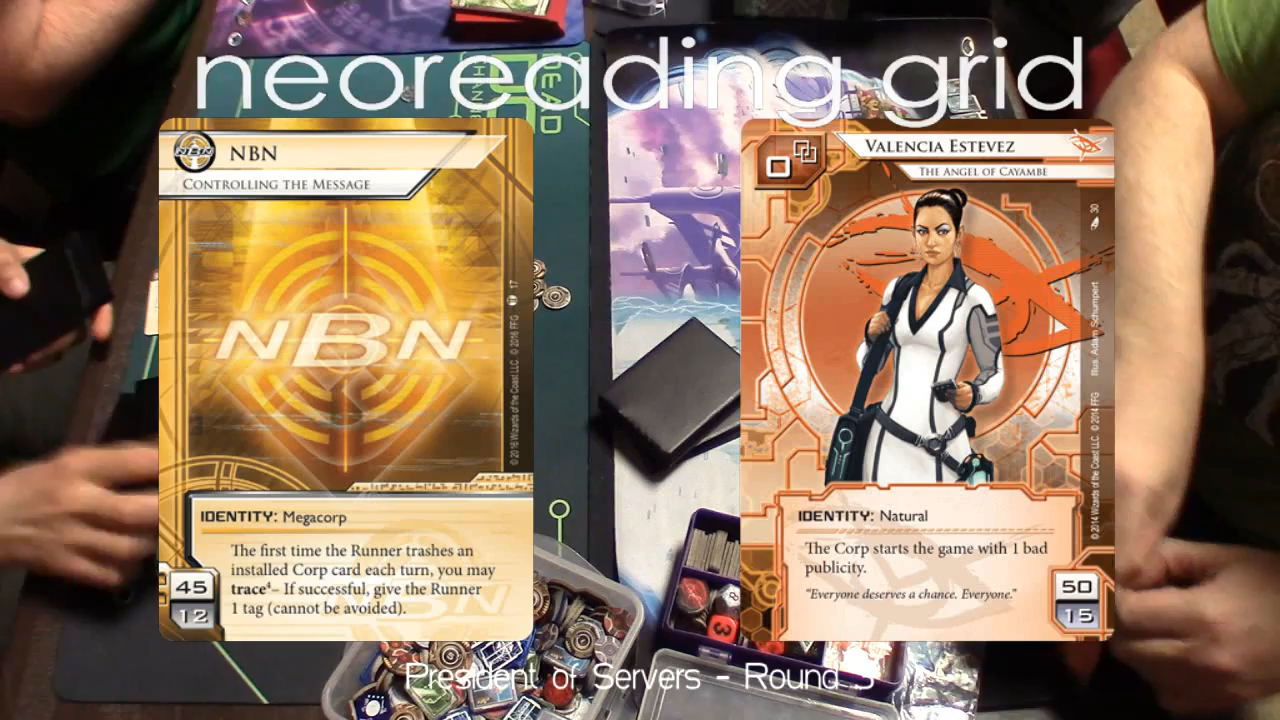 neoreading grid
NBN
CONTROLLING THE MESSAGE
NBN
IDENTITY: Megacorp
The first time the Runner trashes an
installed Corp card each turn, you may
trace⁴– If successful, give the Runner
1 tag (cannot be avoided).
45
12
© 2016 Wizards of the Coast LLC. © 2016 FFG
17
VALENCIA ESTEVEZ
THE ANGEL OF CAYAMBE
IDENTITY: Natural
The Corp starts the game with 1 bad
publicity.
"Everyone deserves a chance. Everyone."
50
15
© 2014 Wizards of the Coast LLC. © 2014 FFG
Illus. Adam Schumpert
30
President of Servers - Round